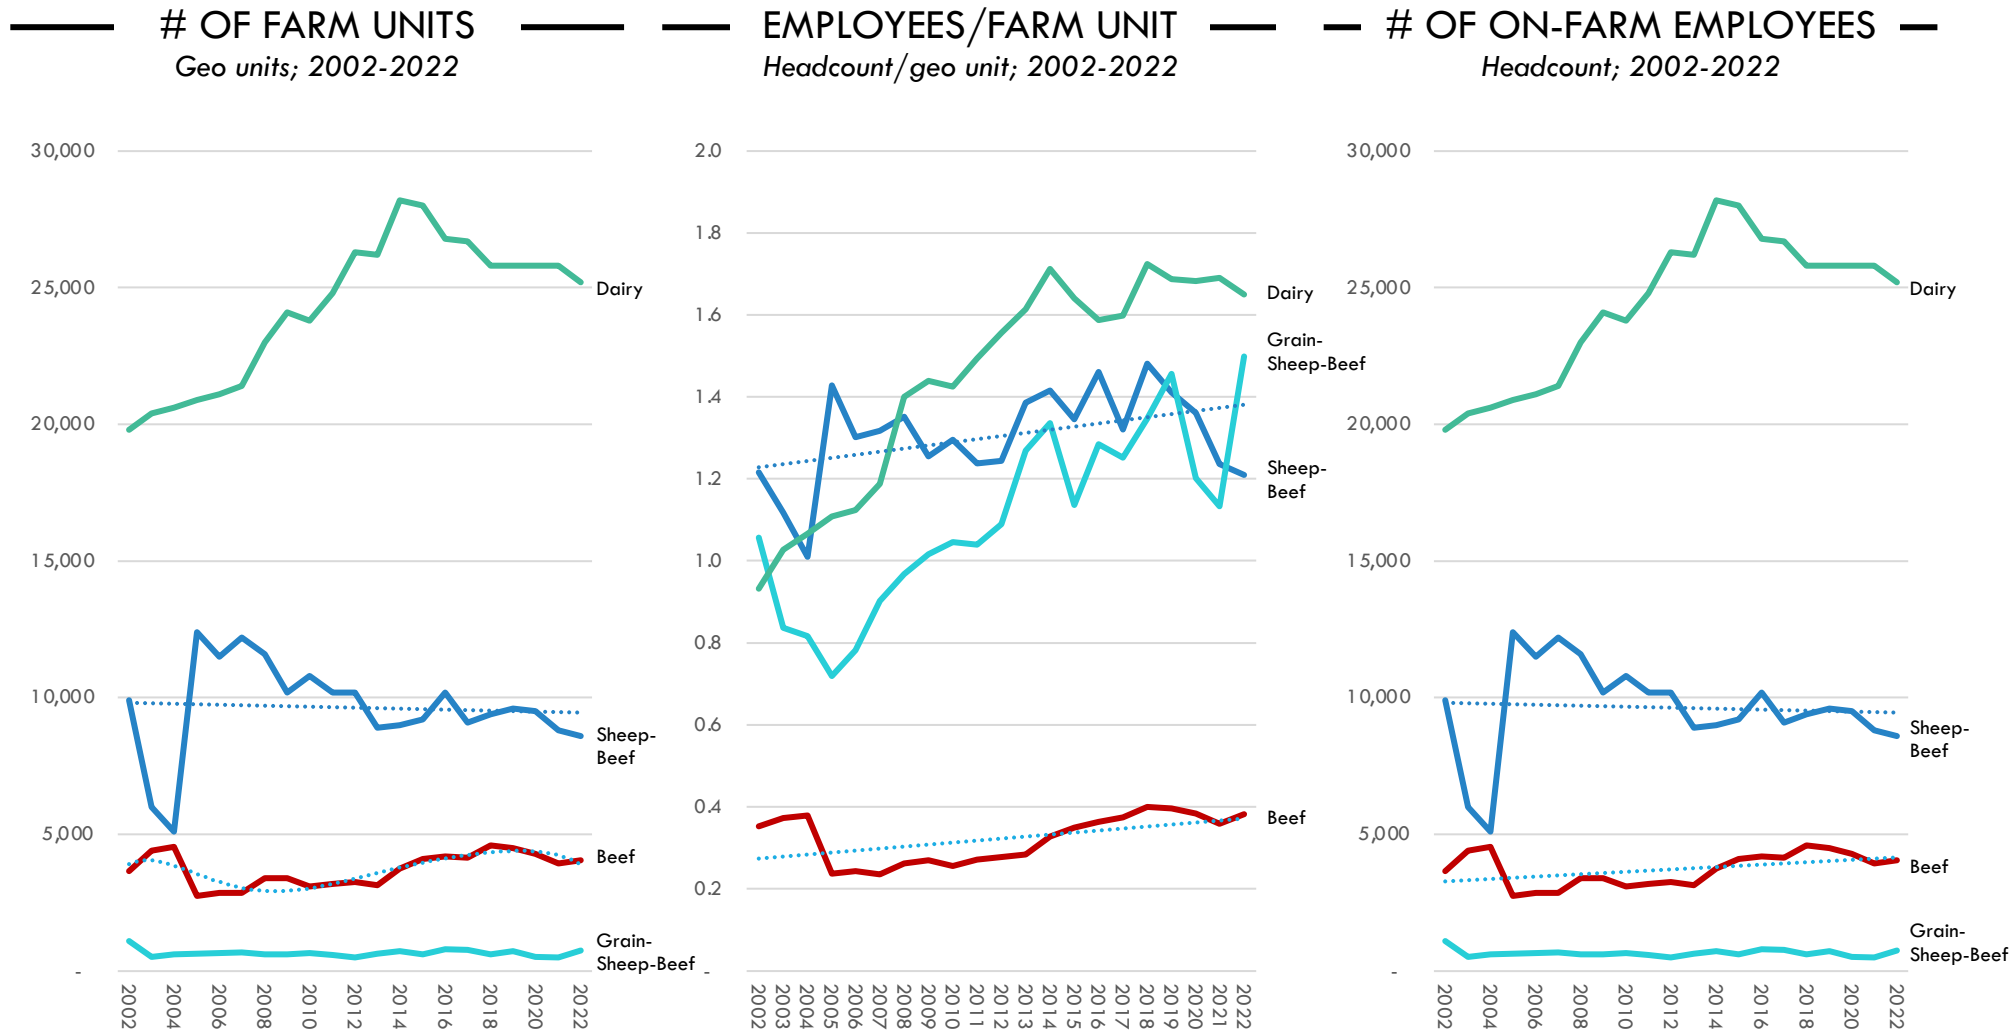 # OF FARM UNITS
Geo units; 2002-2022
30,000
25,000
20,000
15,000
10,000
5,000
-
Dairy
Sheep-
Beef
Beef
Grain-
Sheep-Beef
2002
2004
2006
2008
2010
2012
2014
2016
2018
2020
2022
EMPLOYEES/FARM UNIT
Headcount/geo unit; 2002-2022
2.0
1.8
1.6
1.4
1.2
1.0
0.8
0.6
0.4
0.2
-
Dairy
Grain-
Sheep-Beef
Sheep-
Beef
Beef
2002
2003
2004
2005
2006
2007
2008
2009
2010
2011
2012
2013
2014
2015
2016
2017
2018
2019
2020
2021
2022
# OF ON-FARM EMPLOYEES
Headcount; 2002-2022
30,000
25,000
20,000
15,000
10,000
5,000
-
Dairy
Sheep-
Beef
Beef
Grain-
Sheep-Beef
2002
2004
2006
2008
2010
2012
2014
2016
2018
2020
2022